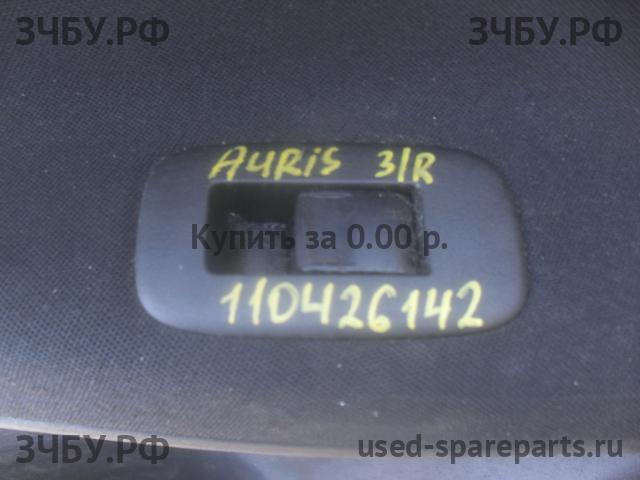 ЗЧБУ.РФ ЗЧБУ.РФ
AURiS 3/R
Купить за 0.00 р.
110426142
ЗЧБУ.РФ used-spareparts.ru